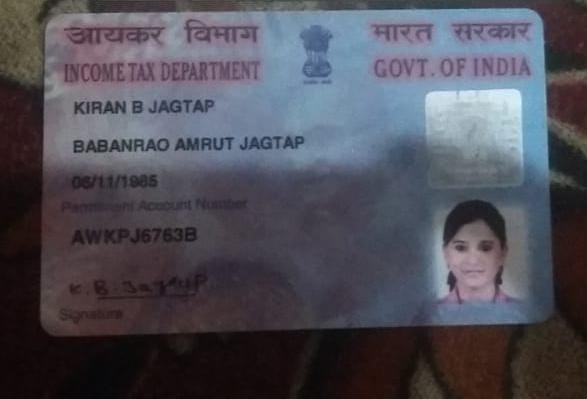 आयकर विभाग
INCOME TAX DEPARTMENT
भारत सरकार
GOVT. OF INDIA
KIRAN B JAGTAP
BABANRAO AMRUT JAGTAP
06/11/1985
Permanent Account Number
AWKPJ6763B
K. B. Jagtap
Signature